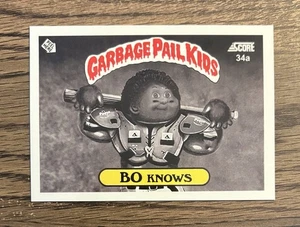 GARBAGE PAIL KIDS
SCORE
34a
BO KNOWS